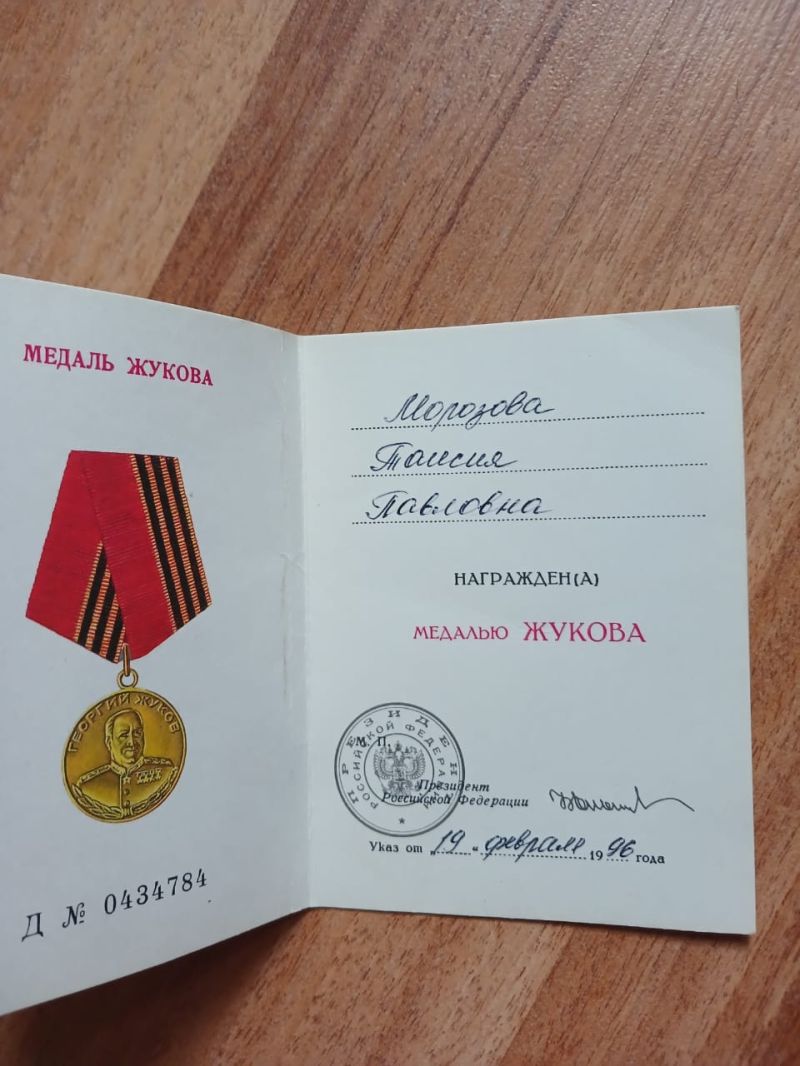 МЕДАЛЬ ЖУКОВА
ГЕОРГИЙ ЖУКОВ
Д № 0434784
Морозова
Таисия
Павловна
НАГРАЖДЕН(А)
МЕДАЛЬЮ ЖУКОВА
ПРЕЗИДЕНТ
РОССИЙСКОЙ ФЕДЕРАЦИИ
М. П.
Президент
Российской Федерации
Указ от „19" февраля 1996 года